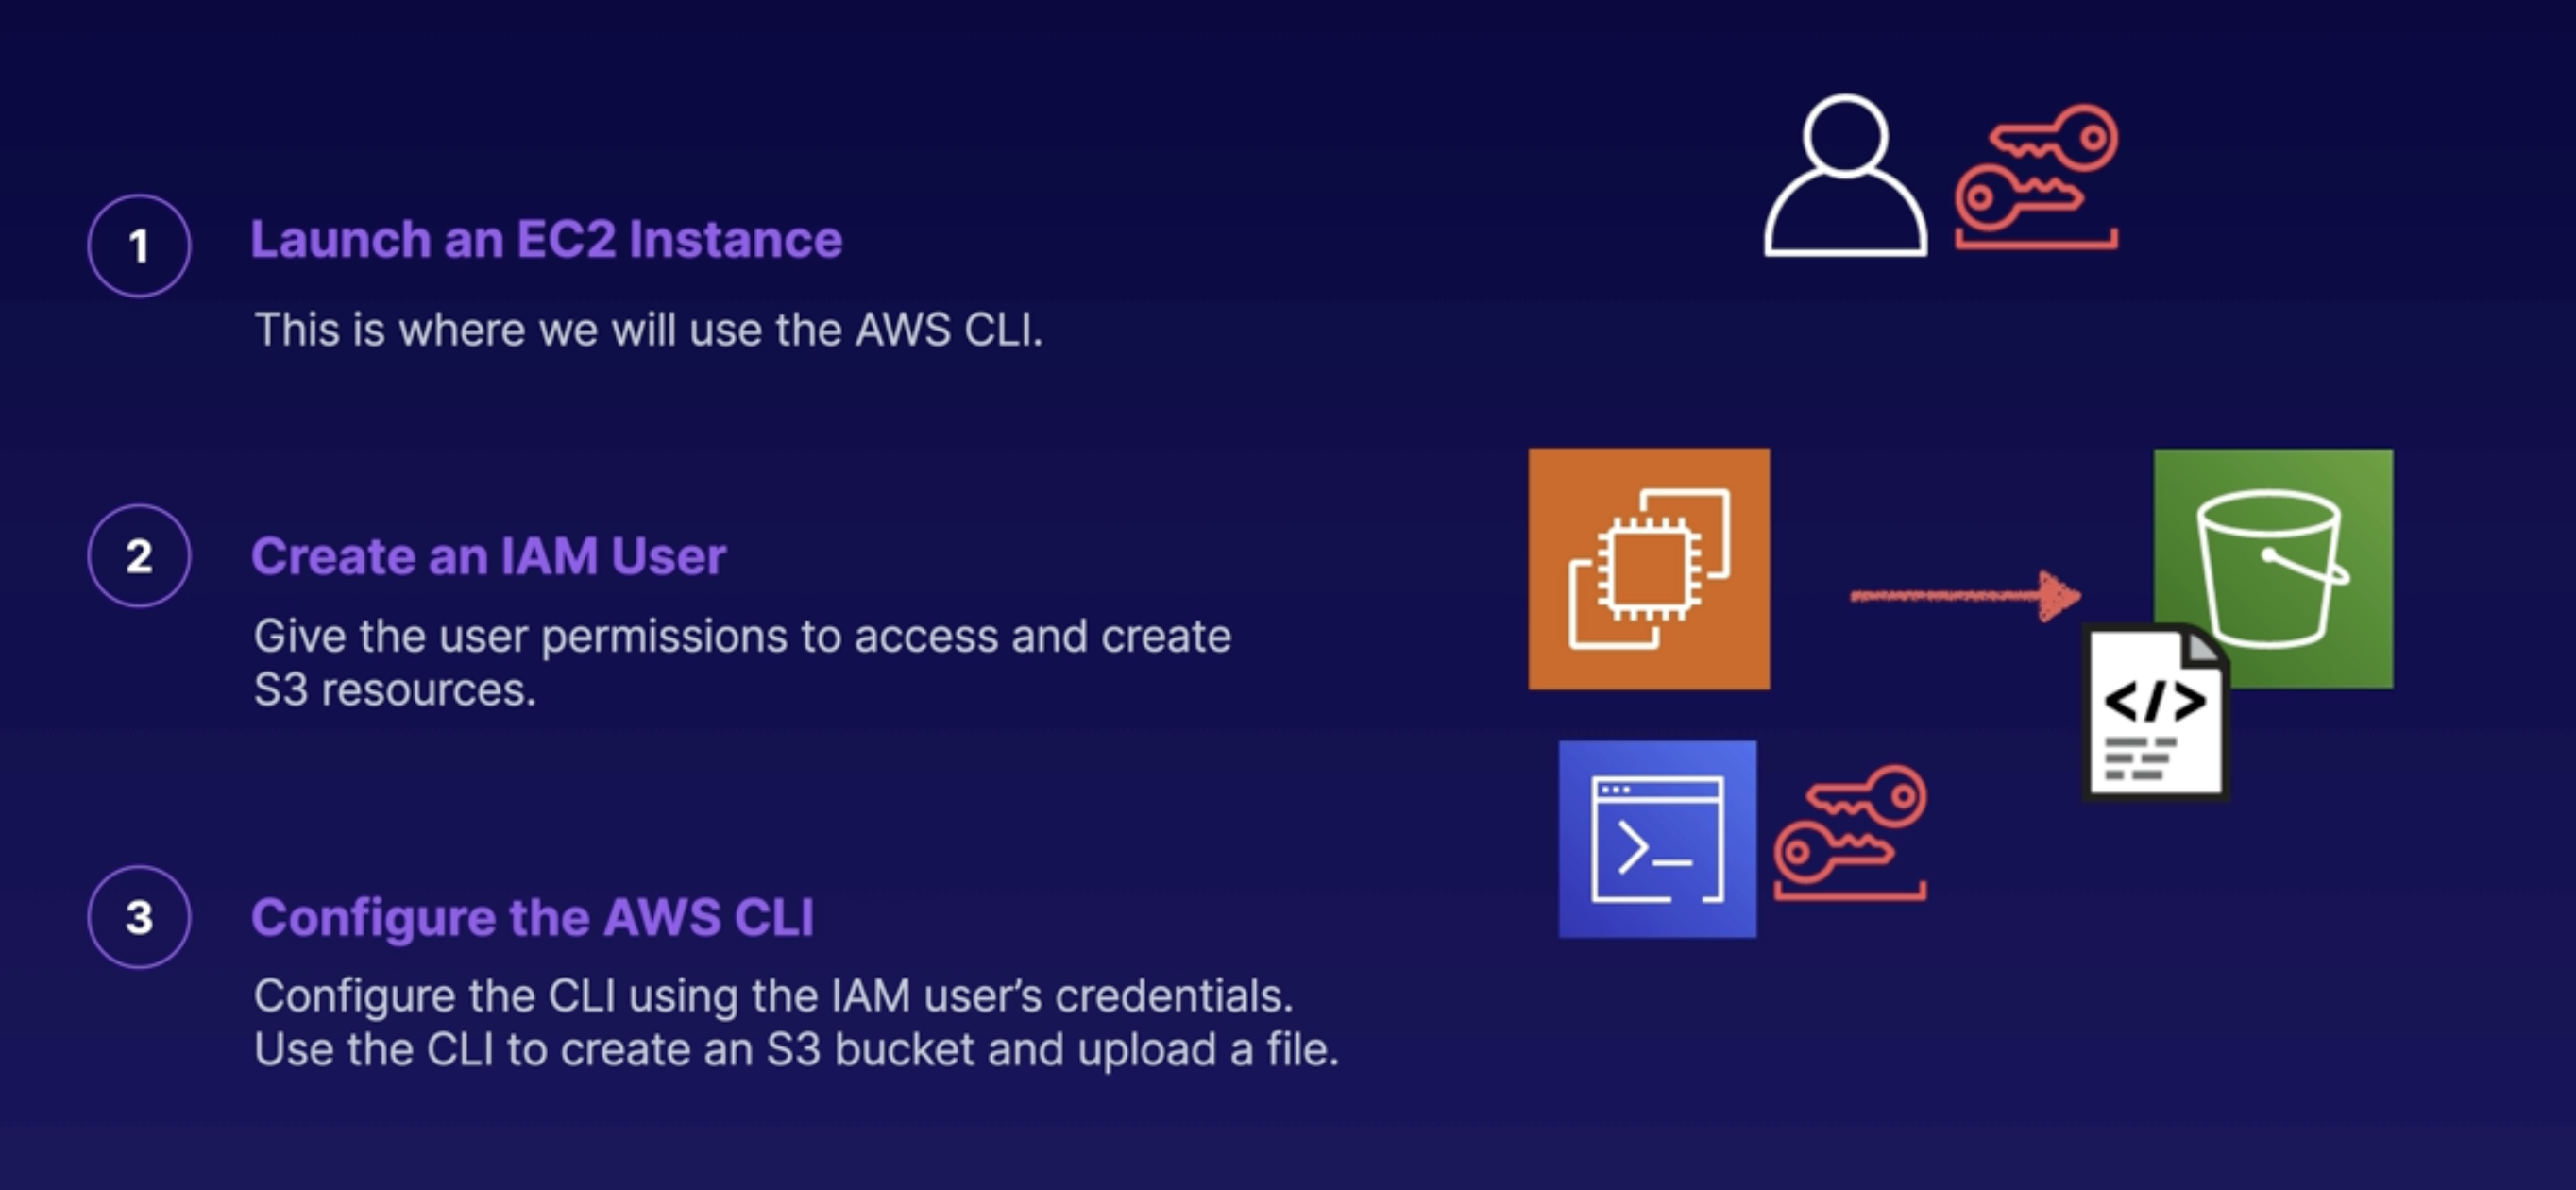 1
Launch an EC2 Instance
This is where we will use the AWS CLI.
2
Create an IAM User
Give the user permissions to access and create
S3 resources.
3
Configure the AWS CLI
Configure the CLI using the IAM user’s credentials.
Use the CLI to create an S3 bucket and upload a file.
</>
>_